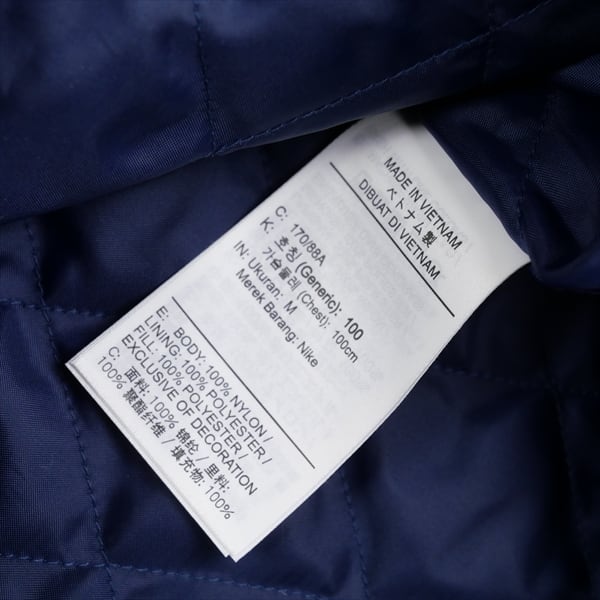 MADE IN VIETNAM
ベトナム製
DIBUAT DI VIETNAM
C: 170/88A
K: 호칭 (Generic): 100
가슴둘레 (Chest): 100cm
IN: Ukuran: M
Merek Barang: Nike
E: BODY: 100% NYLON /
LINING: 100% POLYESTER /
FILL: 100% POLYESTER /
EXCLUSIVE OF DECORATION
C: 面料: 100% 锦纶 / 里料:
100% 聚酯纤维 / 填充物: 100%